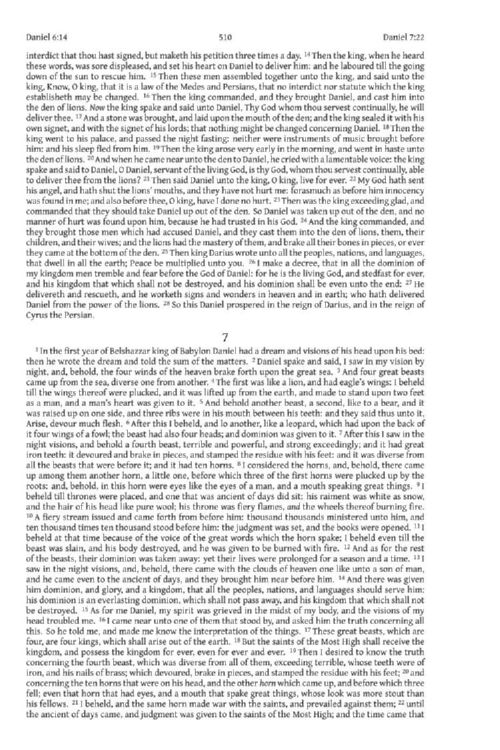 Daniel 6:14 510 Daniel 7:22
interdict that thou hast signed, but maketh his petition three times a day. 14 Then the king, when he heard
these words, was sore displeased, and set his heart on Daniel to deliver him: and he laboured till the going
down of the sun to rescue him. 15 Then these men assembled together unto the king, and said unto the
king, Know, O king, that it is a law of the Medes and Persians, that no interdict nor statute which the king
establisheth may be changed. 16 Then the king commanded, and they brought Daniel, and cast him into
the den of lions. Now the king spake and said unto Daniel, Thy God whom thou servest continually, he will
deliver thee. 17 And a stone was brought, and laid upon the mouth of the den; and the king sealed it with his
own signet, and with the signet of his lords; that nothing might be changed concerning Daniel. 18 Then the
king went to his palace, and passed the night fasting: neither were instruments of music brought before
him: and his sleep fled from him. 19 Then the king arose very early in the morning, and went in haste unto
the den of lions. 20 And when he came near unto the den to Daniel, he cried with a lamentable voice: the king
spake and said to Daniel, O Daniel, servant of the living God, is thy God, whom thou servest continually, able
to deliver thee from the lions? 21 Then said Daniel unto the king, O king, live for ever. 22 My God hath sent
his angel, and hath shut the lions' mouths, and they have not hurt me: forasmuch as before him innocency
was found in me; and also before thee, O king, have I done no hurt. 23 Then was the king exceeding glad, and
commanded that they should take Daniel up out of the den. So Daniel was taken up out of the den, and no
manner of hurt was found upon him, because he had trusted in his God. 24 And the king commanded, and
they brought those men which had accused Daniel, and they cast them into the den of lions, them, their
children, and their wives; and the lions had the mastery of them, and brake all their bones in pieces, or ever
they came at the bottom of the den. 25 Then king Darius wrote unto all the peoples, nations, and languages,
that dwell in all the earth; Peace be multiplied unto you. 26 I make a decree, that in all the dominion of
my kingdom men tremble and fear before the God of Daniel: for he is the living God, and stedfast for ever,
and his kingdom that which shall not be destroyed, and his dominion shall be even unto the end: 27 He
delivereth and rescueth, and he worketh signs and wonders in heaven and in earth; who hath delivered
Daniel from the power of the lions. 28 So this Daniel prospered in the reign of Darius, and in the reign of
Cyrus the Persian.
7
1 In the first year of Belshazzar king of Babylon Daniel had a dream and visions of his head upon his bed:
then he wrote the dream and told the sum of the matters. 2 Daniel spake and said, I saw in my vision by
night, and, behold, the four winds of the heaven brake forth upon the great sea. 3 And four great beasts
came up from the sea, diverse one from another. 4 The first was like a lion, and had eagle's wings: I beheld
till the wings thereof were plucked, and it was lifted up from the earth, and made to stand upon two feet
as a man, and a man's heart was given to it. 5 And behold another beast, a second, like to a bear, and it
was raised up on one side, and three ribs were in his mouth between his teeth: and they said thus unto it,
Arise, devour much flesh. 6 After this I beheld, and lo another, like a leopard, which had upon the back of
it four wings of a fowl; the beast had also four heads; and dominion was given to it. 7 After this I saw in the
night visions, and behold a fourth beast, terrible and powerful, and strong exceedingly; and it had great
iron teeth: it devoured and brake in pieces, and stamped the residue with his feet: and it was diverse from
all the beasts that were before it; and it had ten horns. 8 I considered the horns, and, behold, there came
up among them another horn, a little one, before which three of the first horns were plucked up by the
roots: and, behold, in this horn were eyes like the eyes of a man, and a mouth speaking great things. 9 I
beheld till thrones were placed, and one that was ancient of days did sit: his raiment was white as snow,
and the hair of his head like pure wool; his throne was fiery flames, and the wheels thereof burning fire.
10 A fiery stream issued and came forth from before him: thousand thousands ministered unto him, and
ten thousand times ten thousand stood before him: the judgment was set, and the books were opened. 11 I
beheld at that time because of the voice of the great words which the horn spake; I beheld even till the
beast was slain, and his body destroyed, and he was given to be burned with fire. 12 And as for the rest
of the beasts, their dominion was taken away: yet their lives were prolonged for a season and a time. 13 I
saw in the night visions, and, behold, there came with the clouds of heaven one like unto a son of man,
and he came even to the ancient of days, and they brought him near before him. 14 And there was given
him dominion, and glory, and a kingdom, that all the peoples, nations, and languages should serve him:
his dominion is an everlasting dominion, which shall not pass away, and his kingdom that which shall not
be destroyed. 15 As for me Daniel, my spirit was grieved in the midst of my body, and the visions of my
head troubled me. 16 I came near unto one of them that stood by, and asked him the truth concerning all
this. So he told me, and made me know the interpretation of the things. 17 These great beasts, which are
four, are four kings, which shall arise out of the earth. 18 But the saints of the Most High shall receive the
kingdom, and possess the kingdom for ever, even for ever and ever. 19 Then I desired to know the truth
concerning the fourth beast, which was diverse from all of them, exceeding terrible, whose teeth were of
iron, and his nails of brass; which devoured, brake in pieces, and stamped the residue with his feet; 20 and
concerning the ten horns that were on his head, and the other horn which came up, and before which three
fell; even that horn that had eyes, and a mouth that spake great things, whose look was more stout than
his fellows. 21 I beheld, and the same horn made war with the saints, and prevailed against them; 22 until
the ancient of days came, and judgment was given to the saints of the Most High; and the time came that